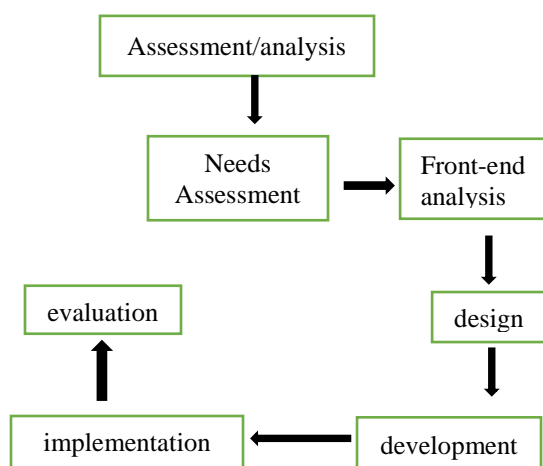 Assessment/analysis
Needs
Assessment
Front-end
analysis
design
development
implementation
evaluation